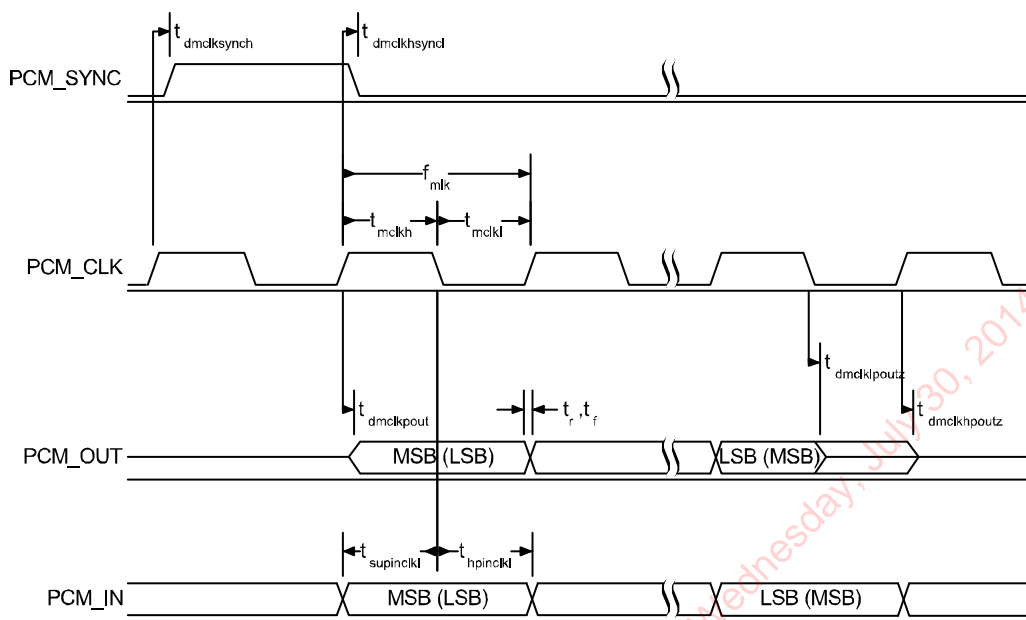 t dmclksynch
t dmclkhsyncl
PCM_SYNC
f mlk
t mclkh
t mclkl
PCM_CLK
t dmclklpoutz
t dmclkpout
t r ,t f
t dmclkhpoutz
PCM_OUT
MSB (LSB)
LSB (MSB)
t supinclkl
t hpinclkl
PCM_IN
MSB (LSB)
LSB (MSB)
Wednesday, July 30, 2014